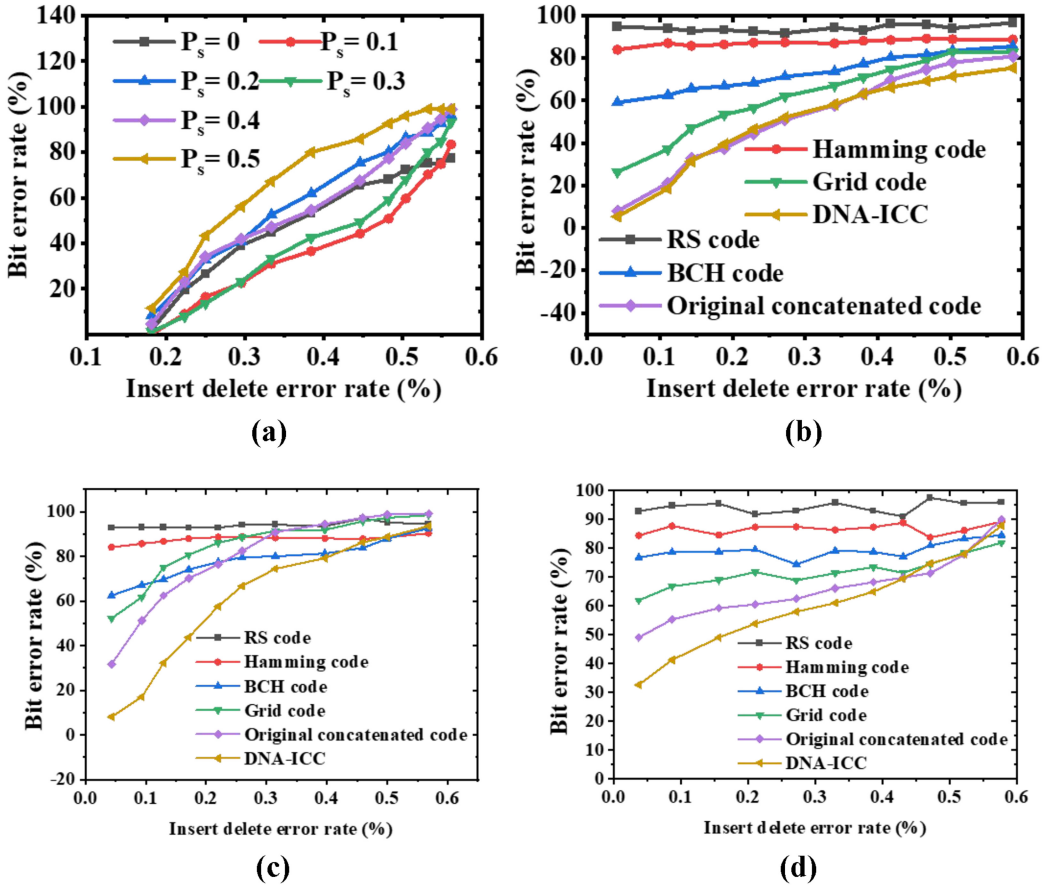 140
120
100
80
60
40
20
Bit error rate (%)
P_s= 0
P_s= 0.1
P_s= 0.2
P_s= 0.3
P_s= 0.4
P_s= 0.5
0.1 0.2 0.3 0.4 0.5 0.6
Insert delete error rate (%)
(a)
100
80
60
40
20
0
-20
-40
Bit error rate (%)
Hamming code
Grid code
DNA-ICC
RS code
BCH code
Original concatenated code
0.0 0.1 0.2 0.3 0.4 0.5 0.6
Insert delete error rate (%)
(b)
100
80
60
40
20
0
-20
Bit error rate (%)
RS code
Hamming code
BCH code
Grid code
Original concatenated code
DNA-ICC
0.0 0.1 0.2 0.3 0.4 0.5 0.6
Insert delete error rate (%)
(c)
100
90
80
70
60
50
40
30
20
10
0
Bit error rate (%)
RS code
Hamming code
BCH code
Grid code
Original concatenated code
DNA-ICC
0.0 0.1 0.2 0.3 0.4 0.5 0.6
Insert delete error rate (%)
(d)